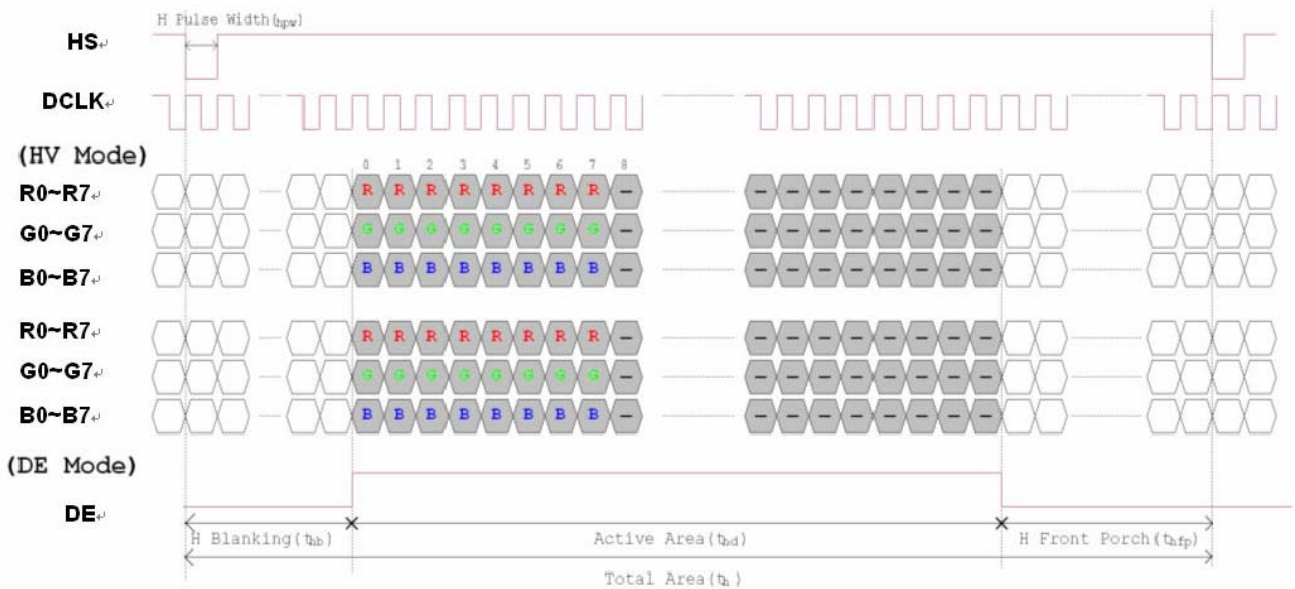 H Pulse Width(hpw)
HS
DCLK
(HV Mode)
0 1 2 3 4 5 6 7 8
R0~R7 R R R R R R R R - - - - - - - - -
G0~G7 G G G G G G G G - - - - - - - - -
B0~B7 B B B B B B B B - - - - - - - - -
R0~R7 R R R R R R R R - - - - - - - - -
G0~G7 G G G G G G G G - - - - - - - - -
B0~B7 B B B B B B B B - - - - - - - - -
(DE Mode)
DE
H Blanking(thb) Active Area(thd) H Front Porch(thfp)
Total Area(th)